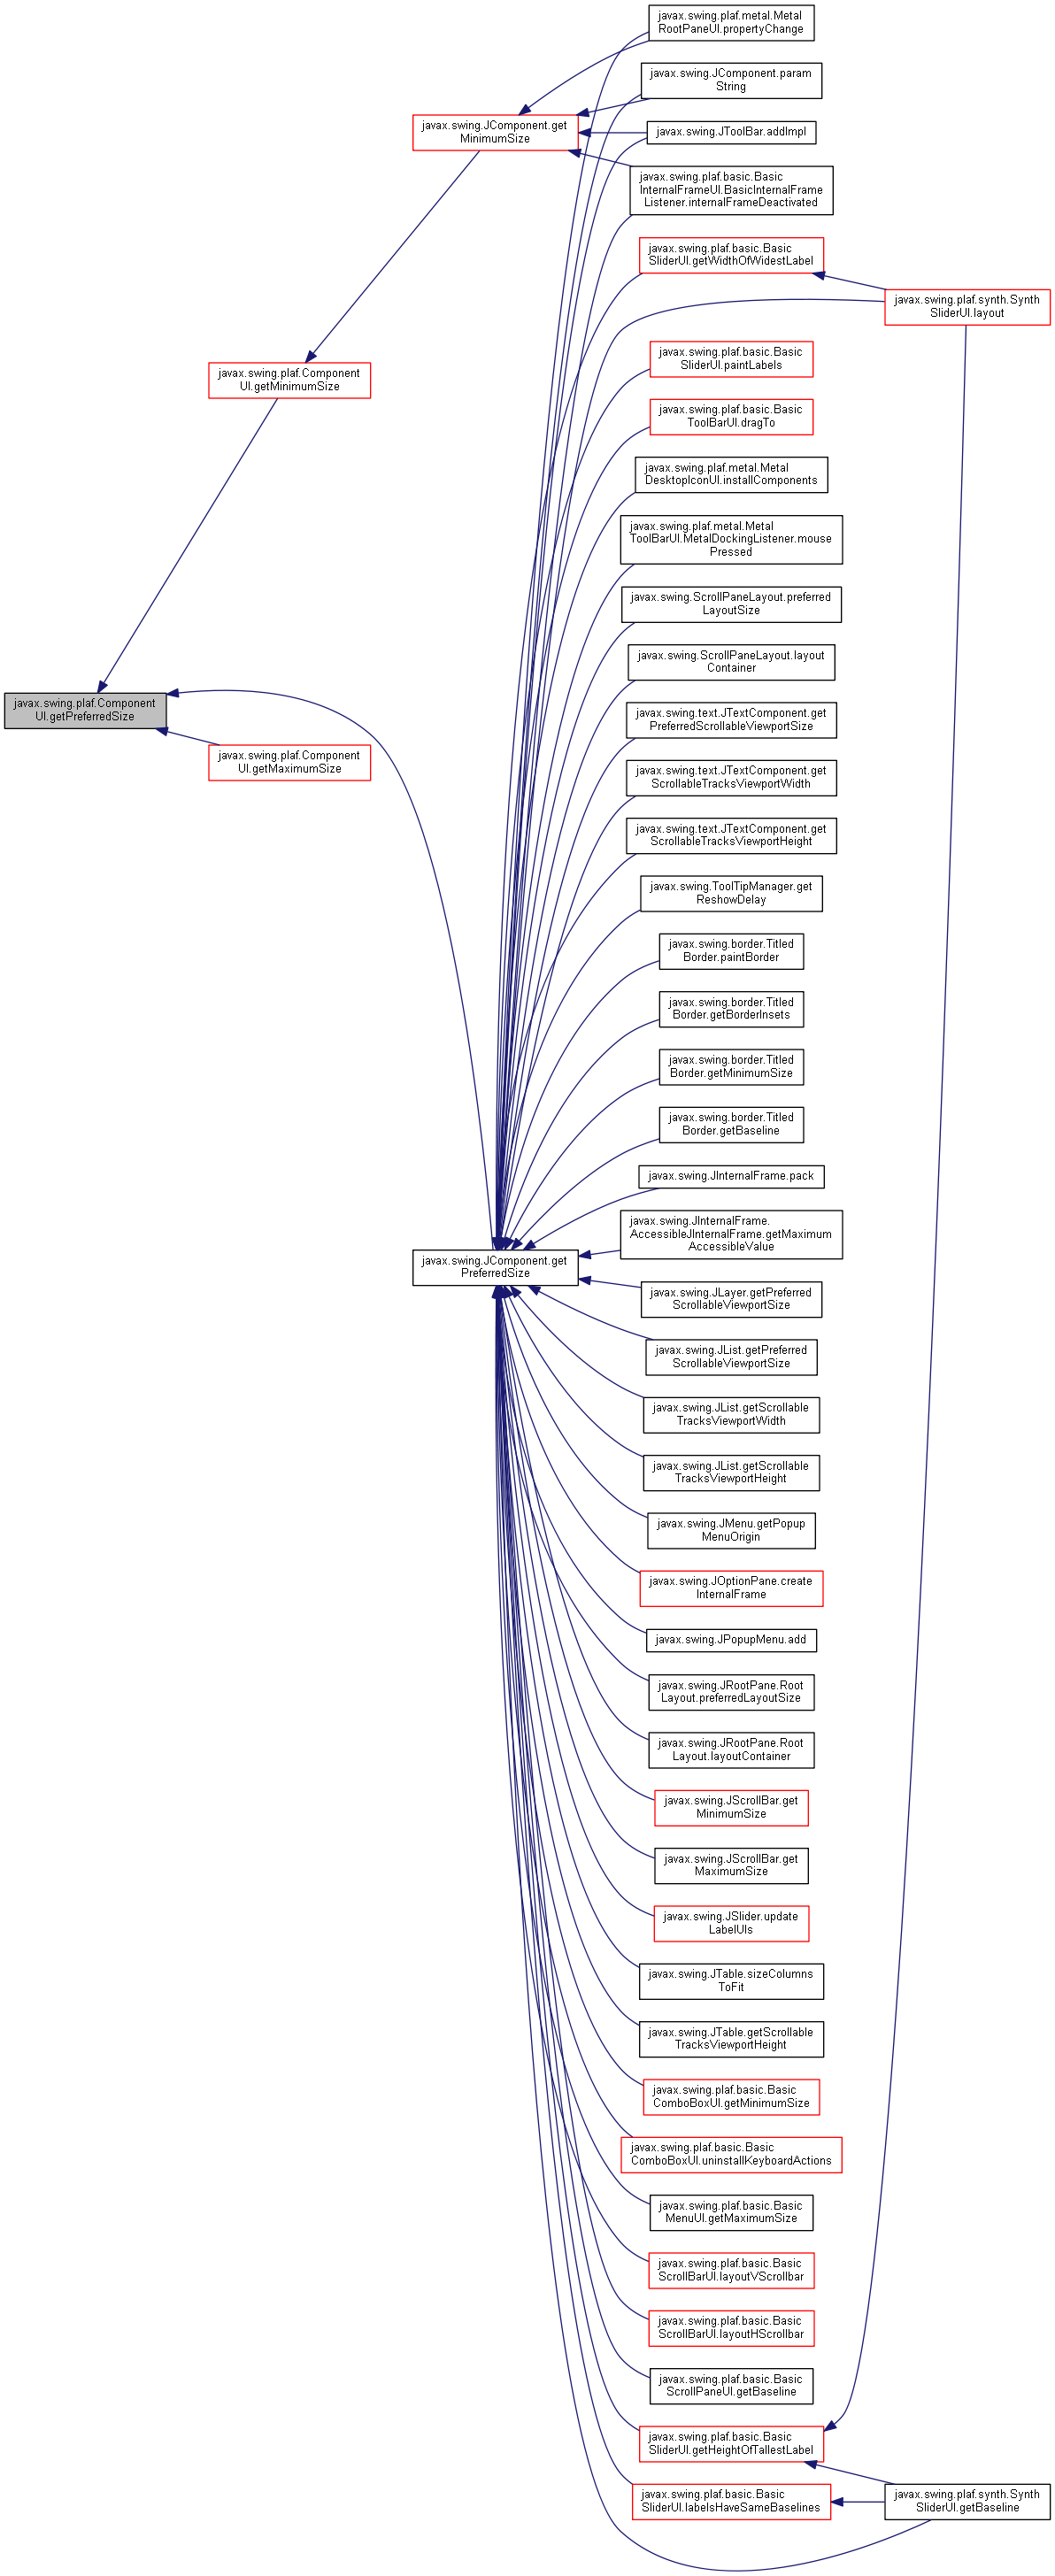 javax.swing.plaf.metal.Metal
RootPaneUI.propertyChange
javax.swing.JComponent.param
String
javax.swing.JComponent.get
MinimumSize
javax.swing.JToolBar.addImpl
javax.swing.plaf.basic.Basic
InternalFrameUI.BasicInternalFrame
Listener.internalFrameDeactivated
javax.swing.plaf.basic.Basic
SliderUI.getWidthOfWidestLabel
javax.swing.plaf.synth.Synth
SliderUI.layout
javax.swing.plaf.basic.Basic
SliderUI.paintLabels
javax.swing.plaf.Component
UI.getMinimumSize
javax.swing.plaf.basic.Basic
ToolBarUI.dragTo
javax.swing.plaf.metal.Metal
DesktopIconUI.installComponents
javax.swing.plaf.metal.Metal
ToolBarUI.MetalDockingListener.mouse
Pressed
javax.swing.ScrollPaneLayout.preferred
LayoutSize
javax.swing.ScrollPaneLayout.layout
Container
javax.swing.plaf.Component
UI.getPreferredSize
javax.swing.text.JTextComponent.get
PreferredScrollableViewportSize
javax.swing.plaf.Component
UI.getMaximumSize
javax.swing.text.JTextComponent.get
ScrollableTracksViewportWidth
javax.swing.text.JTextComponent.get
ScrollableTracksViewportHeight
javax.swing.ToolTipManager.get
ReshowDelay
javax.swing.border.Titled
Border.paintBorder
javax.swing.border.Titled
Border.getBorderInsets
javax.swing.border.Titled
Border.getMinimumSize
javax.swing.border.Titled
Border.getBaseline
javax.swing.JInternalFrame.pack
javax.swing.JInternalFrame.
AccessibleJInternalFrame.getMaximum
AccessibleValue
javax.swing.JComponent.get
PreferredSize
javax.swing.JLayer.getPreferred
ScrollableViewportSize
javax.swing.JList.getPreferred
ScrollableViewportSize
javax.swing.JList.getScrollable
TracksViewportWidth
javax.swing.JList.getScrollable
TracksViewportHeight
javax.swing.JMenu.getPopup
MenuOrigin
javax.swing.JOptionPane.create
InternalFrame
javax.swing.JPopupMenu.add
javax.swing.JRootPane.Root
Layout.preferredLayoutSize
javax.swing.JRootPane.Root
Layout.layoutContainer
javax.swing.JScrollBar.get
MinimumSize
javax.swing.JScrollBar.get
MaximumSize
javax.swing.JSlider.update
LabelUIs
javax.swing.JTable.sizeColumns
ToFit
javax.swing.JTable.getScrollable
TracksViewportHeight
javax.swing.plaf.basic.Basic
ComboBoxUI.getMinimumSize
javax.swing.plaf.basic.Basic
ComboBoxUI.uninstallKeyboardActions
javax.swing.plaf.basic.Basic
MenuUI.getMaximumSize
javax.swing.plaf.basic.Basic
ScrollBarUI.layoutVScrollbar
javax.swing.plaf.basic.Basic
ScrollBarUI.layoutHScrollbar
javax.swing.plaf.basic.Basic
ScrollPaneUI.getBaseline
javax.swing.plaf.basic.Basic
SliderUI.getHeightOfTallestLabel
javax.swing.plaf.basic.Basic
SliderUI.labelsHaveSameBaselines
javax.swing.plaf.synth.Synth
SliderUI.getBaseline